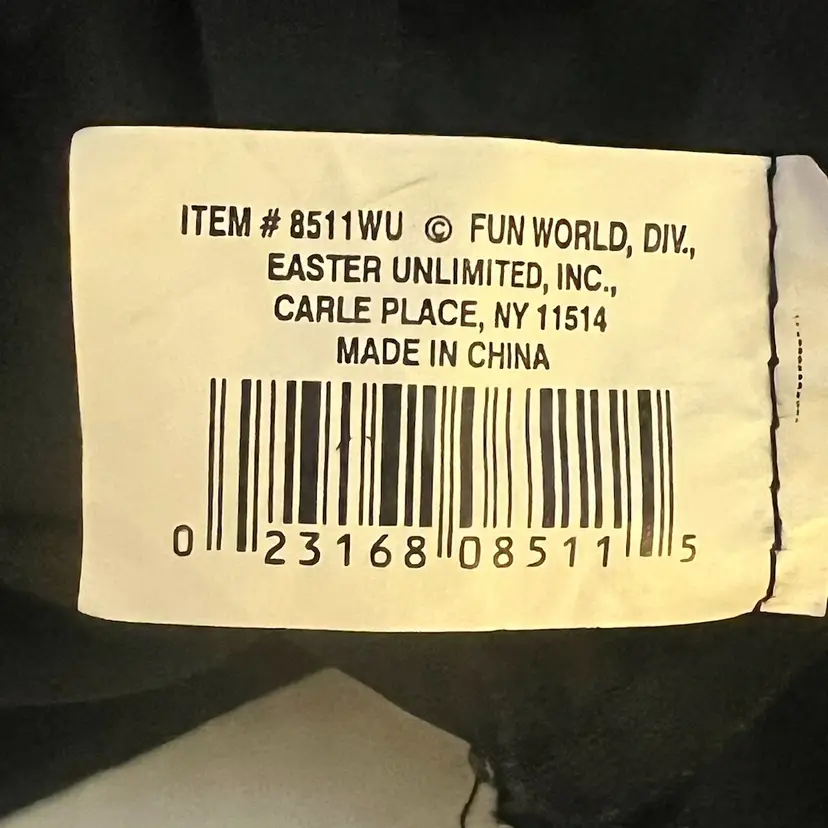 ITEM # 8511WU © FUN WORLD, DIV.,
EASTER UNLIMITED, INC.,
CARLE PLACE, NY 11514
MADE IN CHINA
0 23168 08511 5